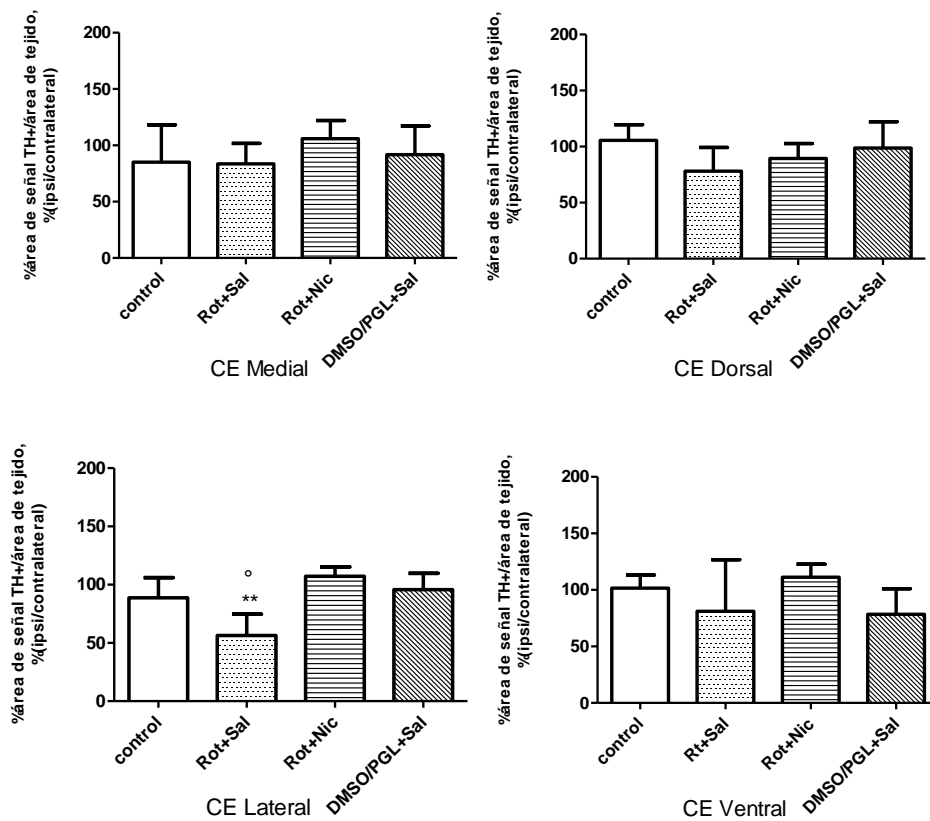 %área de señal TH+/área de tejido,
%(ipsi/contralateral)
200
150
100
50
0
control
Rot+Sal
Rot+Nic
DMSO/PGL+Sal
CE Medial
%área de señal TH+/área de tejido,
%(ipsi/contralateral)
200
150
100
50
0
control
Rot+Sal
Rot+Nic
DMSO/PGL+Sal
CE Dorsal
%área de señal TH+/área de tejido,
%(ipsi/contralateral)
200
150
100
50
0
°
**
control
Rot+Sal
Rot+Nic
DMSO/PGL+Sal
CE Lateral
%área de señal TH+/área de tejido,
%(ipsi/contralateral)
200
150
100
50
0
control
Rt+Sal
Rot+Nic
DMSO/PGL+Sal
CE Ventral